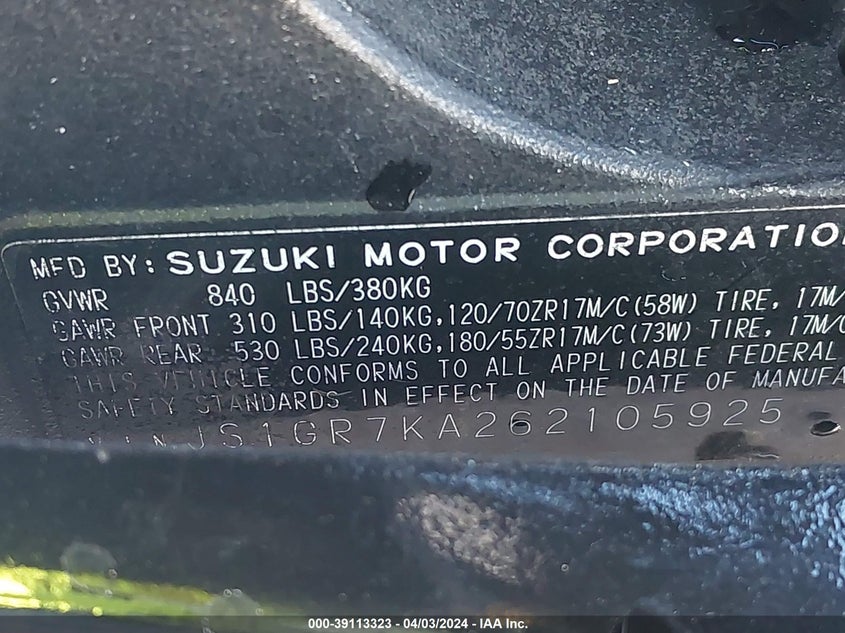 MFD BY: SUZUKI MOTOR CORPORATIO
GVWR 840 LBS/380KG
GAWR FRONT 310 LBS/140KG,120/70ZR17M/C(58W) TIRE, 17M/
GAWR REAR 530 LBS/240KG,180/55ZR17M/C(73W) TIRE, 17M/C
THIS VEHICLE CONFORMS TO ALL APPLICABLE FEDERAL
SAFETY STANDARDS IN EFFECT ON THE DATE OF MANUFA
V.I.N. JS1GR7KA262105925
000-39113323 - 04/03/2024 - IAA Inc.